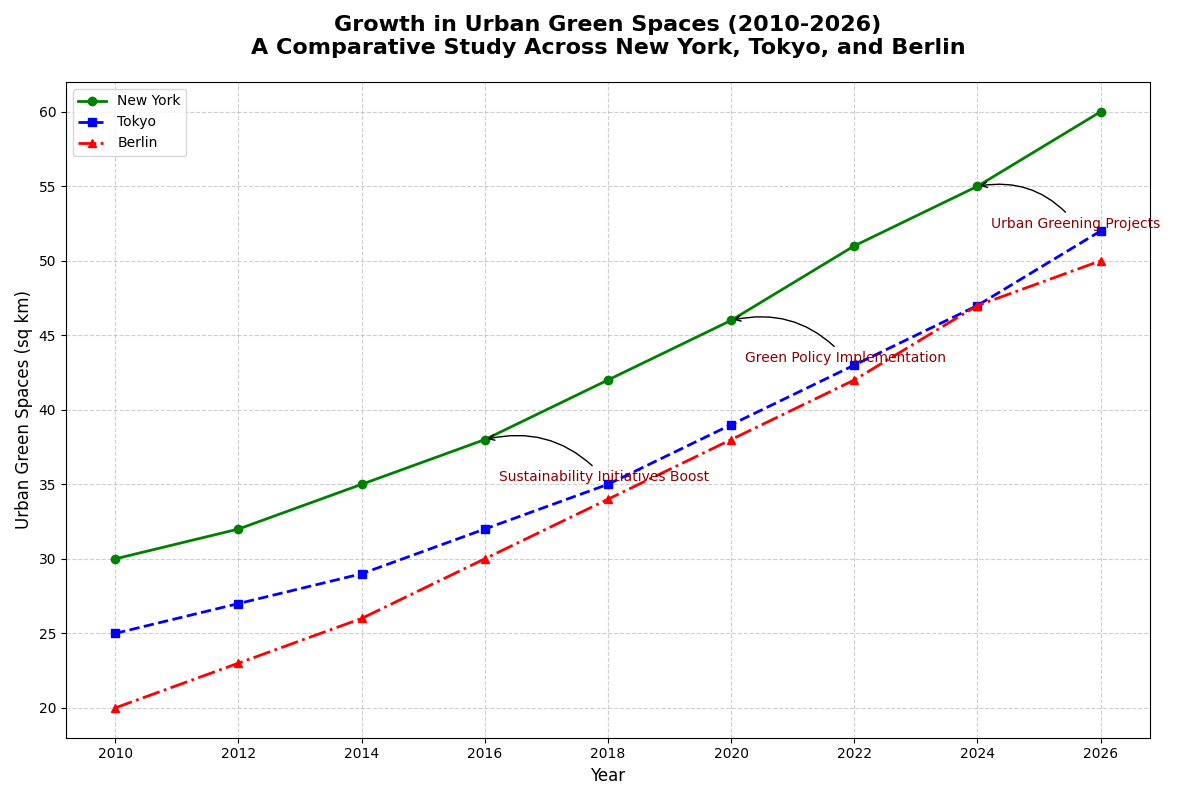 Growth in Urban Green Spaces (2010-2026)
A Comparative Study Across New York, Tokyo, and Berlin
New York
Tokyo
Berlin
60
55
50
45
40
35
30
25
20
Urban Green Spaces (sq km)
Urban Greening Projects
Green Policy Implementation
Sustainability Initiatives Boost
2010 2012 2014 2016 2018 2020 2022 2024 2026
Year